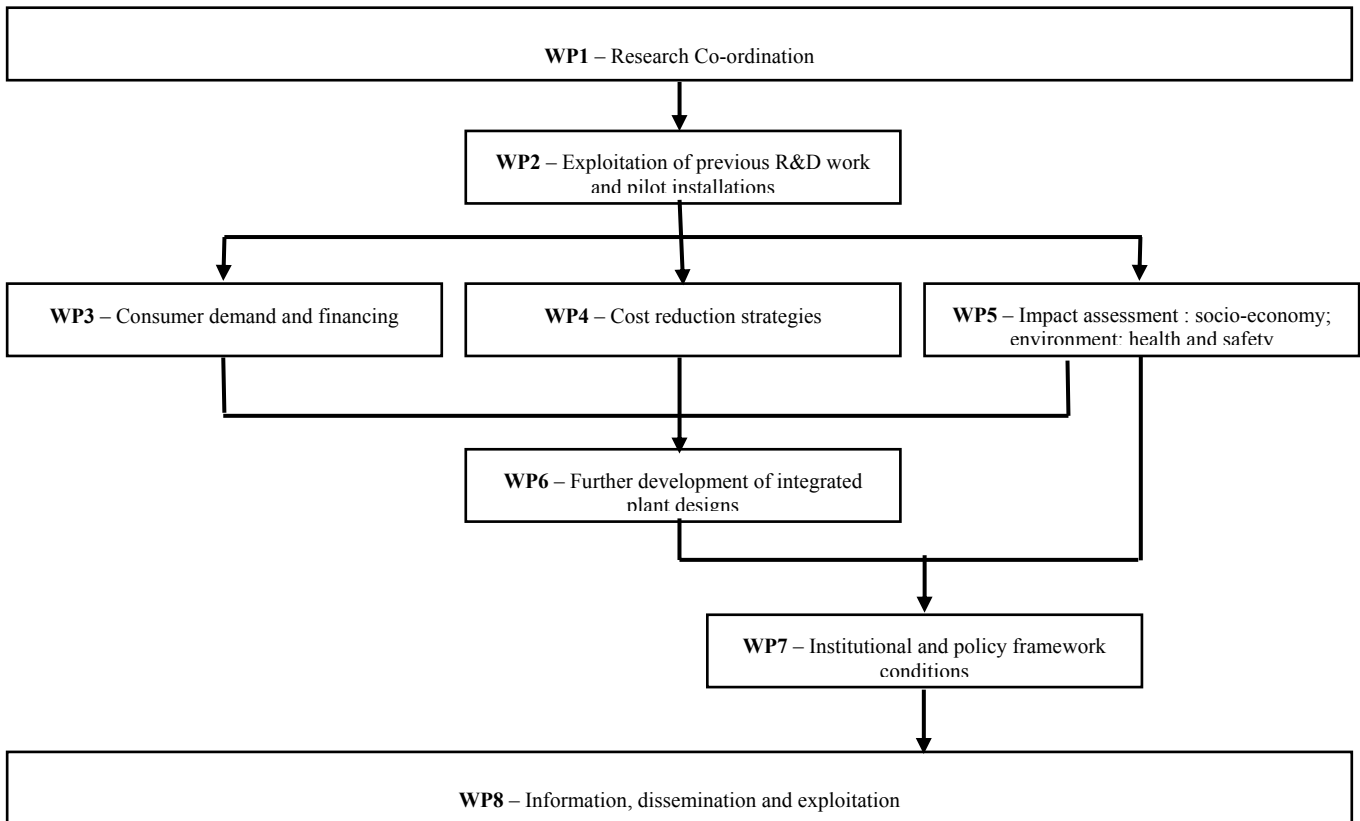 WP1 – Research Co-ordination
WP2 – Exploitation of previous R&D work
and pilot installations
WP3 – Consumer demand and financing
WP4 – Cost reduction strategies
WP5 – Impact assessment : socio-economy;
environment; health and safety
WP6 – Further development of integrated
plant designs
WP7 – Institutional and policy framework
conditions
WP8 – Information, dissemination and exploitation